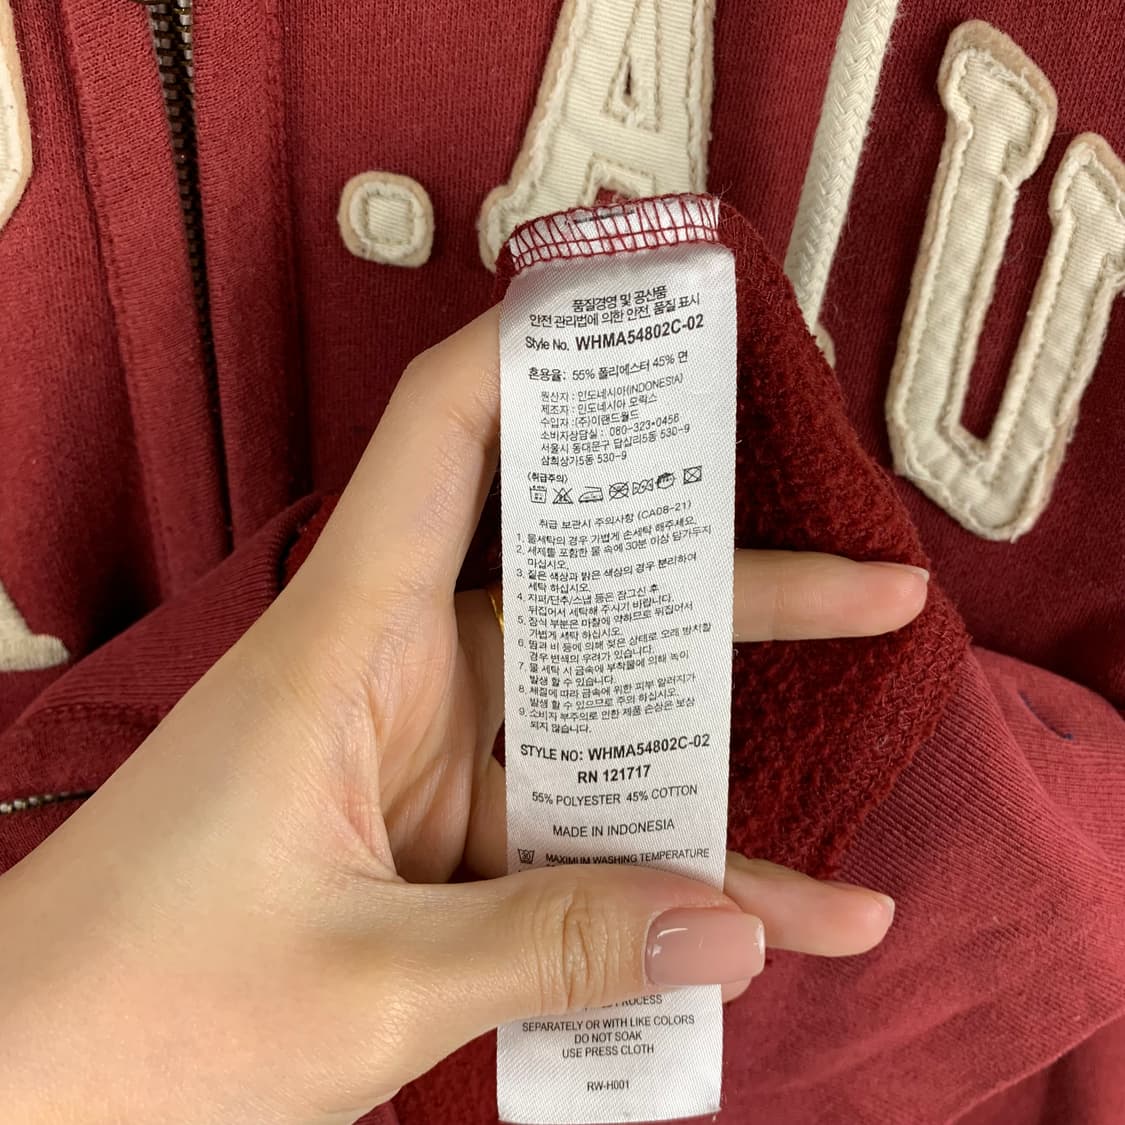 품질경영 및 공산품
안전 관리법에 의한 안전, 품질 표시
Style No. WHMA54802C-02
혼용율: 55% 폴리에스터 45% 면
원산지 : 인도네시아(INDONESIA)
제조자 : 인도네시아 모락스
수입자 : (주)이랜드월드
소비자상담실 : 080-323-0456
서울시 동대문구 답십리5동 530-9
삼희상가5동 530-9
<취급주의>
취급 보관시 주의사항 (CA08-21)
1. 물세탁의 경우 가볍게 손세탁 해주세요.
2. 세제를 포함한 물 속에 30분 이상 담가두지
마십시오.
3. 짙은 색상과 밝은 색상의 경우 분리하여
세탁 하십시오.
4. 지퍼/단추/스냅 등은 잠그신 후
뒤집어서 세탁해 주시기 바랍니다.
5. 장식 부분은 마찰에 약하므로 뒤집어서
가볍게 세탁 하십시오.
6. 땀과 비 등에 의해 젖은 상태로 오래 방치할
경우 변색의 우려가 있습니다.
7. 물 세탁 시 금속에 부착물에 의해 녹이
발생 할 수 있습니다.
8. 체질에 따라 금속에 위한 피부 알러지가
발생 할 수 있으므로 주의 하십시오.
9. 소비자 부주의로 인한 제품 손상은 보상
되지 않습니다.
STYLE NO: WHMA54802C-02
RN 121717
55% POLYESTER 45% COTTON
MADE IN INDONESIA
30 MAXIMUM WASHING TEMPERATURE
PROCESS
SEPARATELY OR WITH LIKE COLORS
DO NOT SOAK
USE PRESS CLOTH
RW-H001